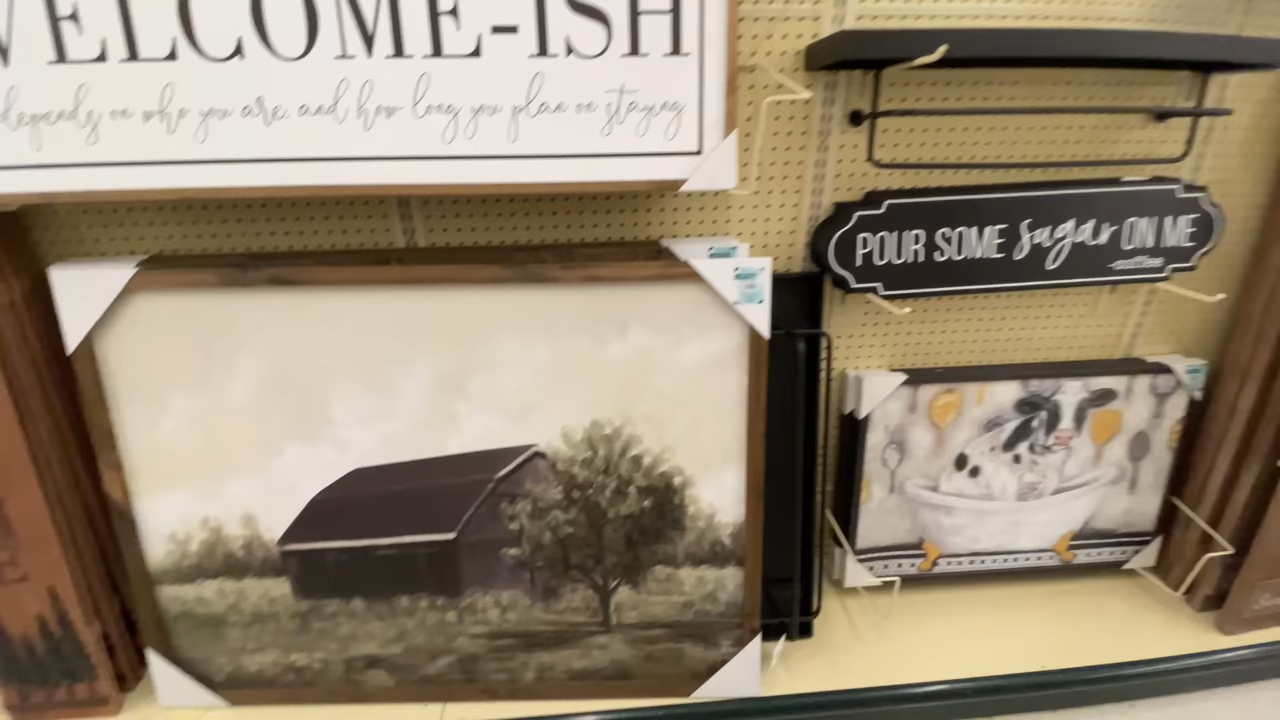 WELCOME-ISH
depends on who you are and how long you plan on staying
POUR SOME sugar ON ME
-coffee